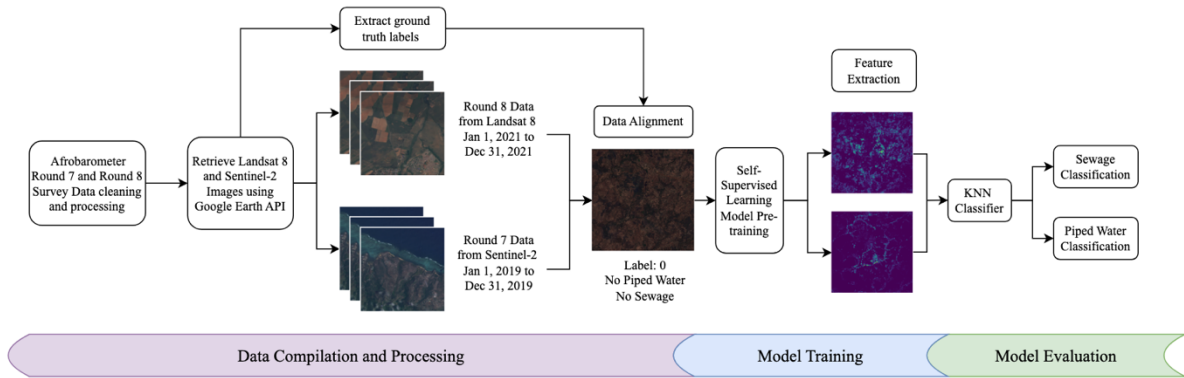 Extract ground
truth labels
Afrobarometer
Round 7 and Round 8
Survey Data cleaning
and processing
Retrieve Landsat 8
and Sentinel-2
Images using
Google Earth API
Round 8 Data
from Landsat 8
Jan 1, 2021 to
Dec 31, 2021
Round 7 Data
from Sentinel-2
Jan 1, 2019 to
Dec 31, 2019
Data Alignment
Label: 0
No Piped Water
No Sewage
Self-
Supervised
Learning
Model Pre-
training
Feature
Extraction
KNN
Classifier
Sewage
Classification
Piped Water
Classification
Data Compilation and Processing
Model Training
Model Evaluation